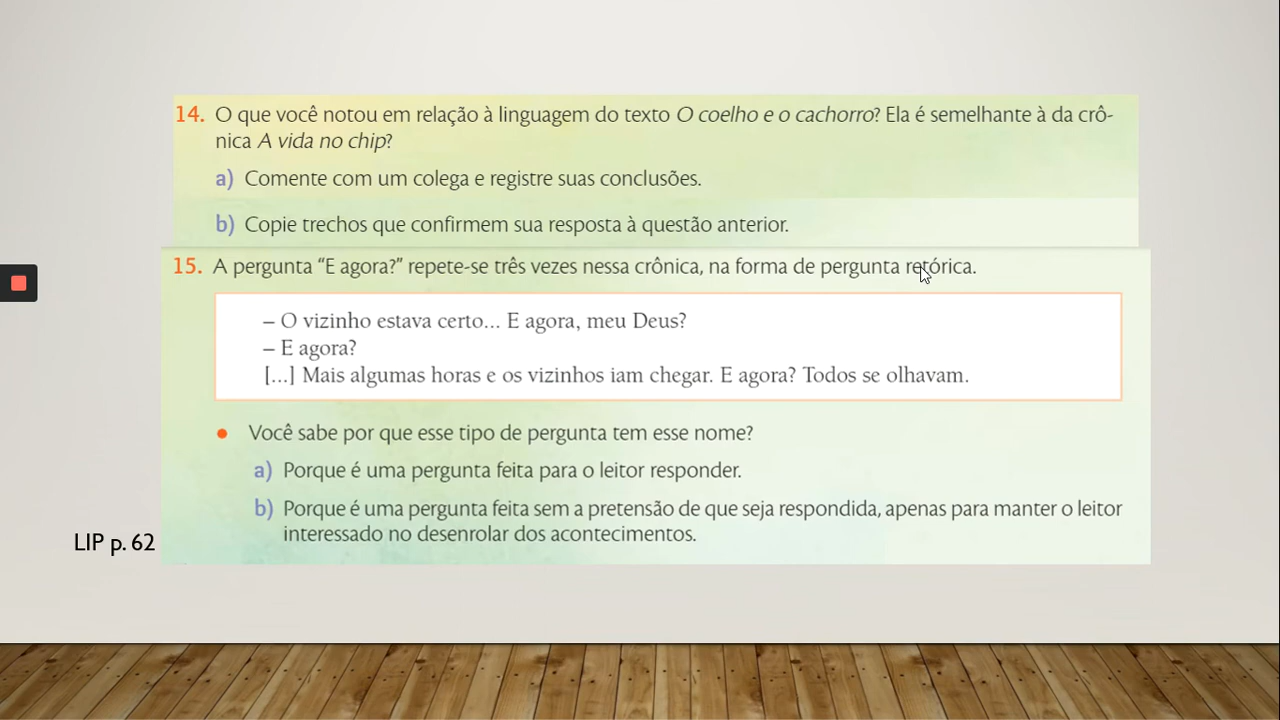 14. O que você notou em relação à linguagem do texto O coelho e o cachorro? Ela é semelhante à da crô-
nica A vida no chip?
a) Comente com um colega e registre suas conclusões.
b) Copie trechos que confirmem sua resposta à questão anterior.
15. A pergunta “E agora?” repete-se três vezes nessa crônica, na forma de pergunta retórica.
– O vizinho estava certo... E agora, meu Deus?
– E agora?
[...] Mais algumas horas e os vizinhos iam chegar. E agora? Todos se olhavam.
• Você sabe por que esse tipo de pergunta tem esse nome?
a) Porque é uma pergunta feita para o leitor responder.
b) Porque é uma pergunta feita sem a pretensão de que seja respondida, apenas para manter o leitor
interessado no desenrolar dos acontecimentos.
LIP p. 62